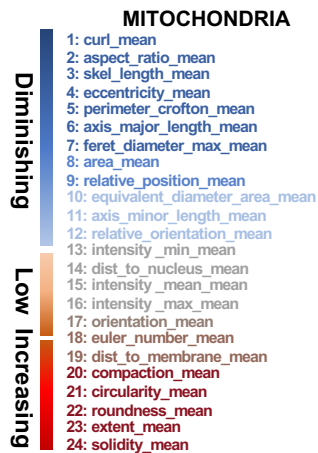 MITOCHONDRIA
Diminishing
Low Increasing
1: curl_mean
2: aspect_ratio_mean
3: skel_length_mean
4: eccentricity_mean
5: perimeter_crofton_mean
6: axis_major_length_mean
7: feret_diameter_max_mean
8: area_mean
9: relative_position_mean
10: equivalent_diameter_area_mean
11: axis_minor_length_mean
12: relative_orientation_mean
13: intensity _min_mean
14: dist_to_nucleus_mean
15: intensity _mean_mean
16: intensity _max_mean
17: orientation_mean
18: euler_number_mean
19: dist_to_membrane_mean
20: compaction_mean
21: circularity_mean
22: roundness_mean
23: extent_mean
24: solidity_mean